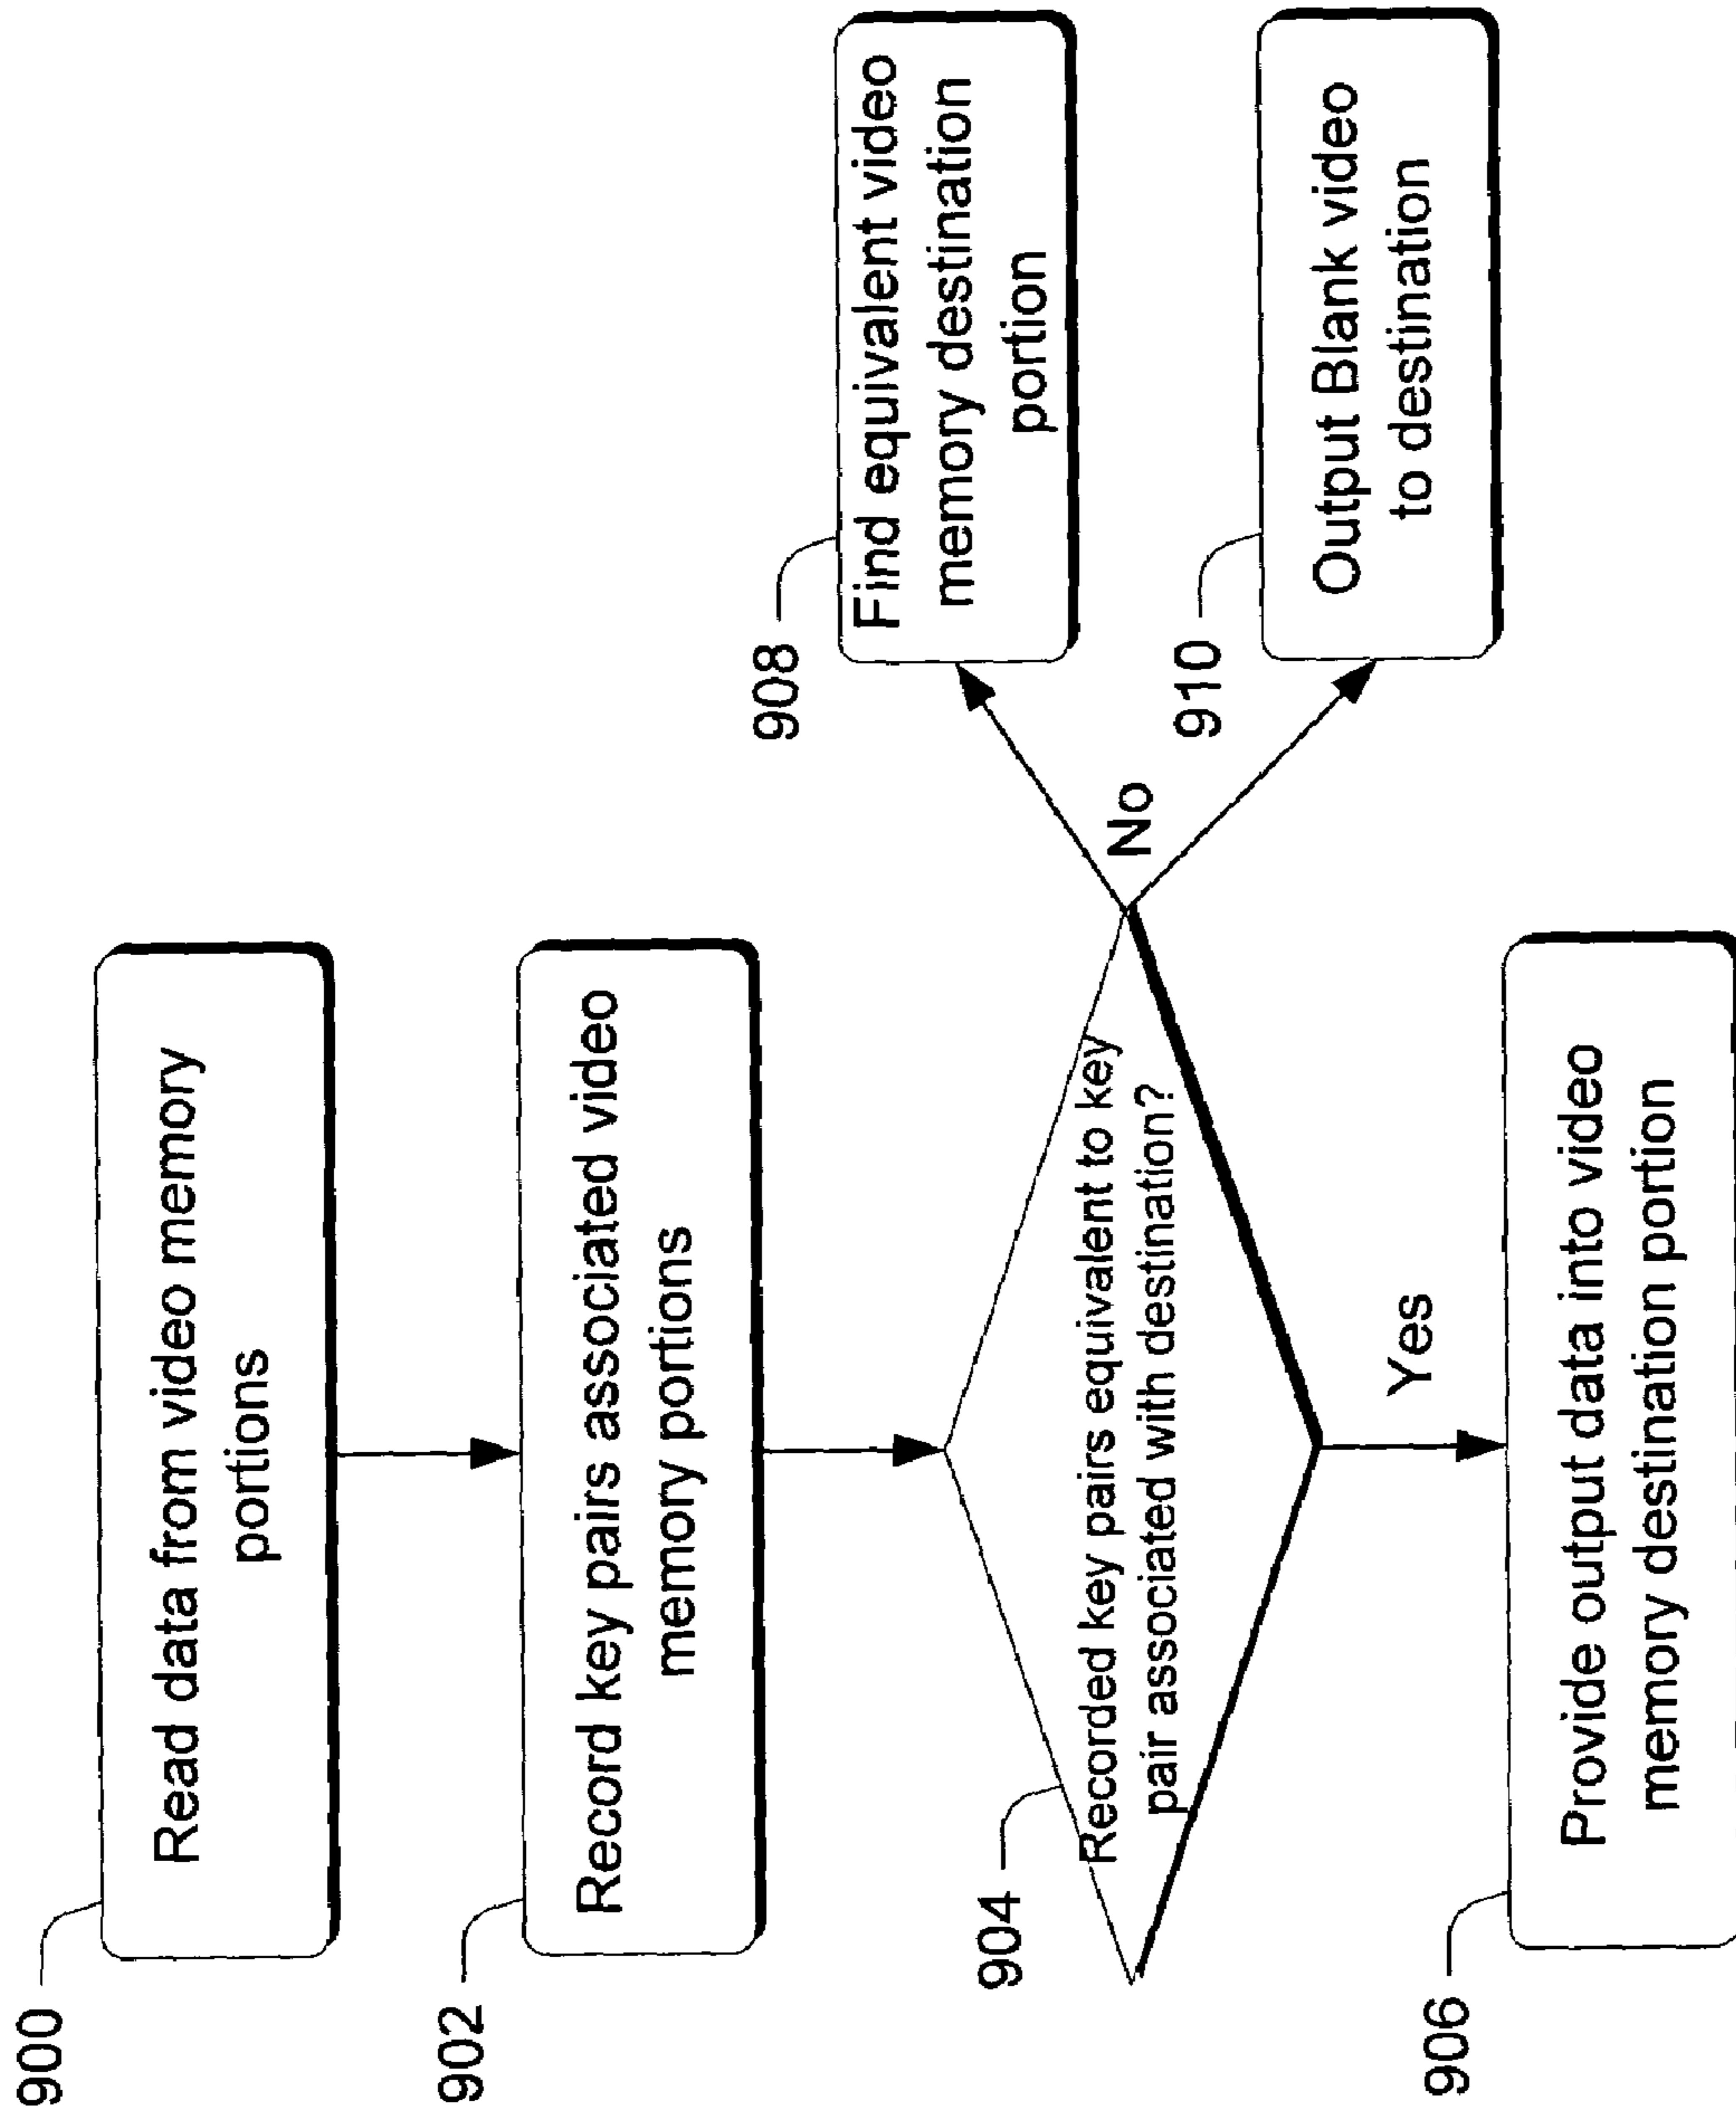 900
Read data from video memory
portions
902
Record key pairs associated video
memory portions
904
Recorded key pairs equivalent to key
pair associated with destination?
No
908
Find equivalent video
memory destination
portion
910
Output Blank video
to destination
Yes
906
Provide output data into video
memory destination portion